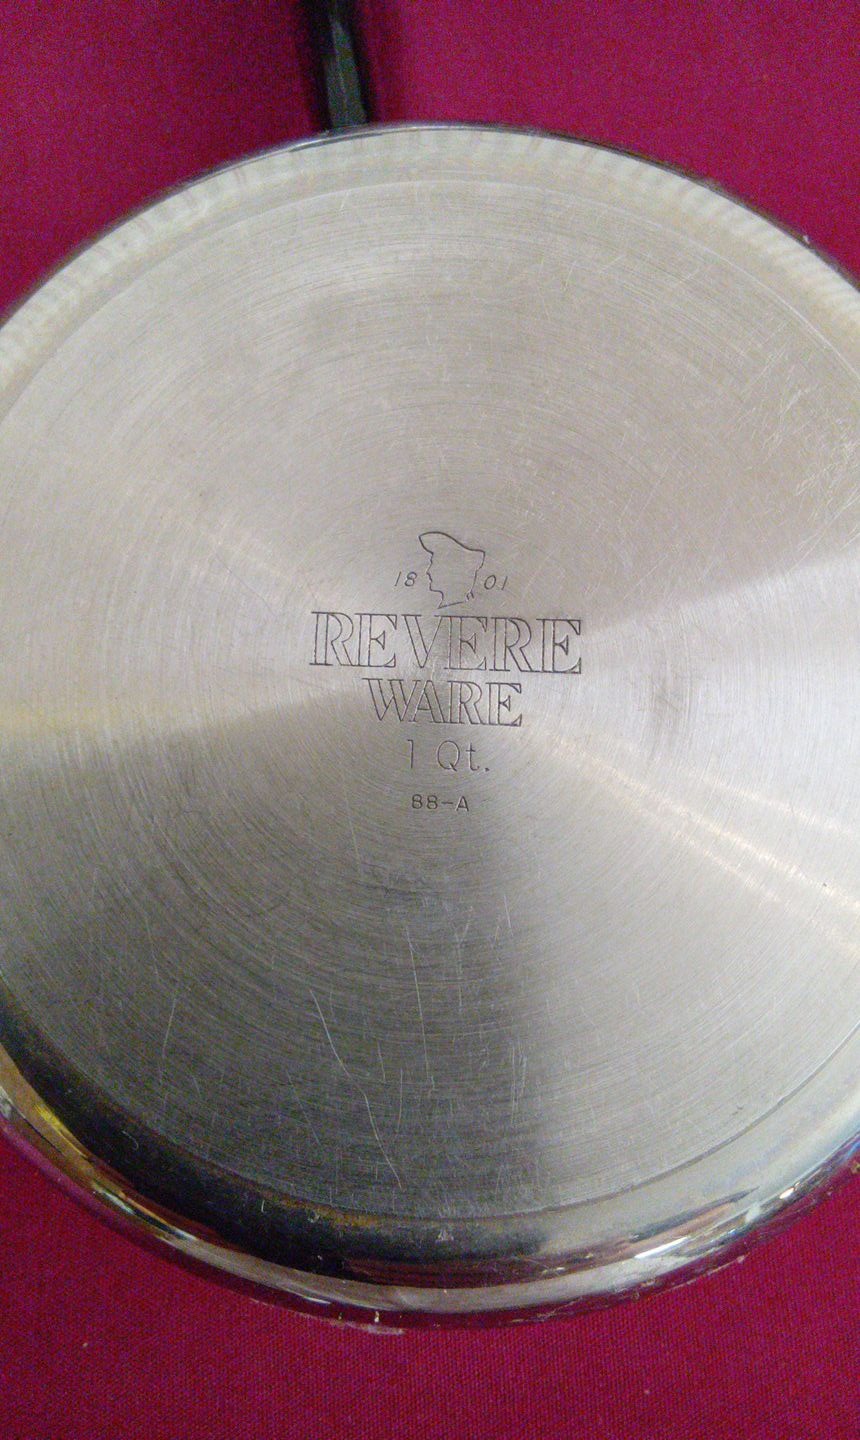 18 01
REVERE
WARE
1 Qt.
88-A